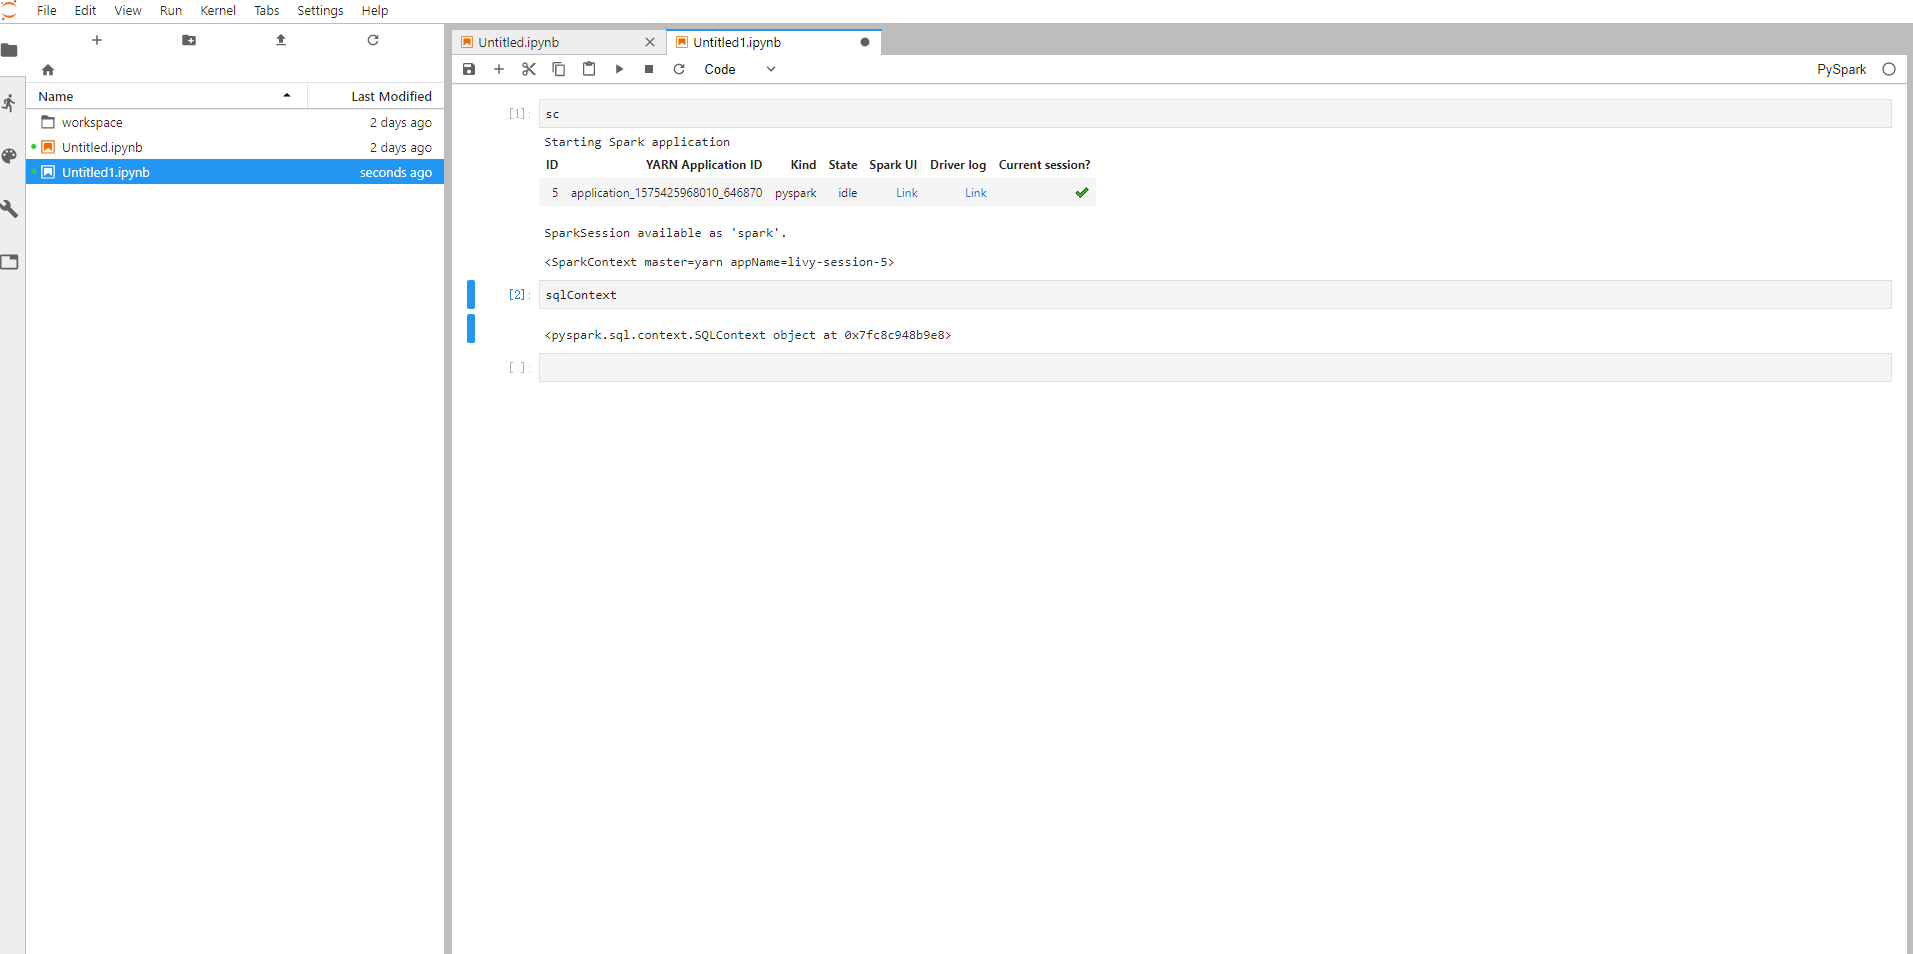 File Edit View Run Kernel Tabs Settings Help
Name Last Modified
workspace 2 days ago
Untitled.ipynb 2 days ago
Untitled1.ipynb seconds ago
Untitled.ipynb Untitled1.ipynb
Code PySpark
[1]: sc
Starting Spark application
ID YARN Application ID Kind State Spark UI Driver log Current session?
5 application_1575425968010_646870 pyspark idle Link Link ✔
SparkSession available as 'spark'.
<SparkContext master=yarn appName=livy-session-5>
[2]: sqlContext
<pyspark.sql.context.SQLContext object at 0x7fc8c948b9e8>
[ ]: